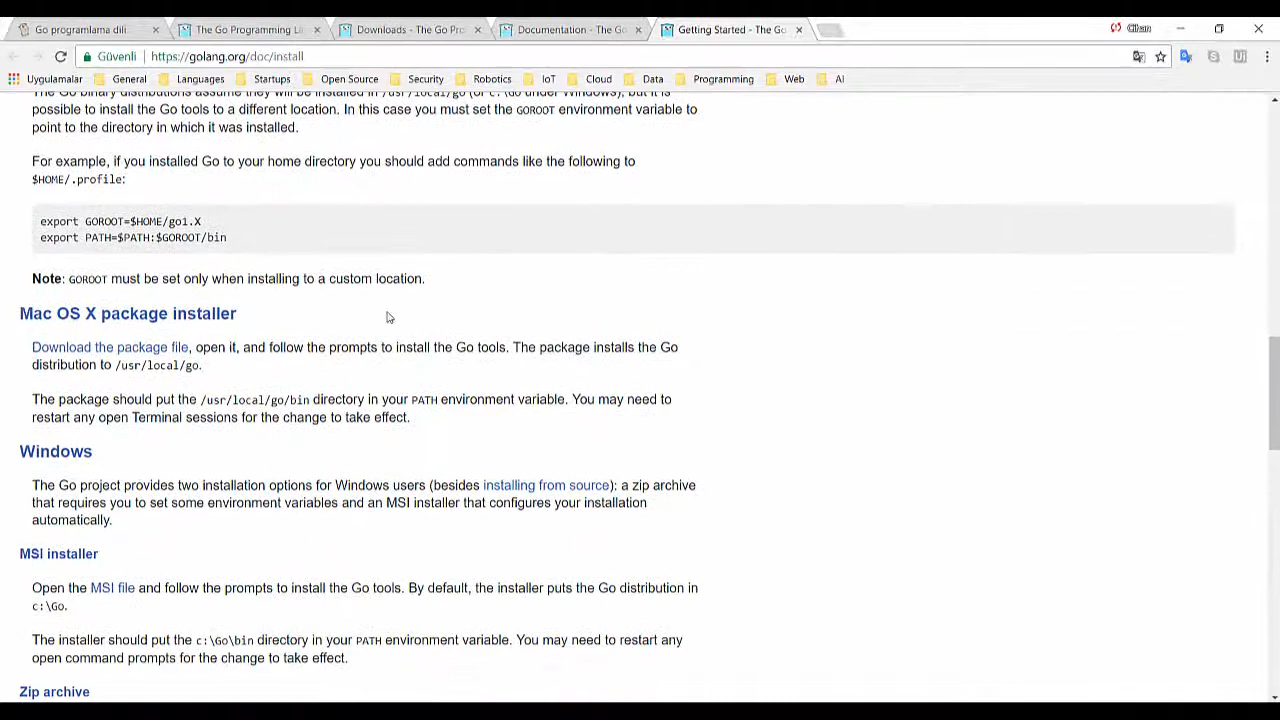 Go programlama dili
The Go Programming La
Downloads - The Go Pro
Documentation - The Go
Getting Started - The Go
Cihan
Güvenli
https://golang.org/doc/install
Uygulamalar
General
Languages
Startups
Open Source
Security
Robotics
IoT
Cloud
Data
Programming
Web
AI
The Go binary distributions assume they will be installed in /usr/local/go (or c:\Go under Windows), but it is
possible to install the Go tools to a different location. In this case you must set the GOROOT environment variable to
point to the directory in which it was installed.
For example, if you installed Go to your home directory you should add commands like the following to
$HOME/.profile:
export GOROOT=$HOME/go1.X
export PATH=$PATH:$GOROOT/bin
Note: GOROOT must be set only when installing to a custom location.
Mac OS X package installer
Download the package file, open it, and follow the prompts to install the Go tools. The package installs the Go
distribution to /usr/local/go.
The package should put the /usr/local/go/bin directory in your PATH environment variable. You may need to
restart any open Terminal sessions for the change to take effect.
Windows
The Go project provides two installation options for Windows users (besides installing from source): a zip archive
that requires you to set some environment variables and an MSI installer that configures your installation
automatically.
MSI installer
Open the MSI file and follow the prompts to install the Go tools. By default, the installer puts the Go distribution in
c:\Go.
The installer should put the c:\Go\bin directory in your PATH environment variable. You may need to restart any
open command prompts for the change to take effect.
Zip archive